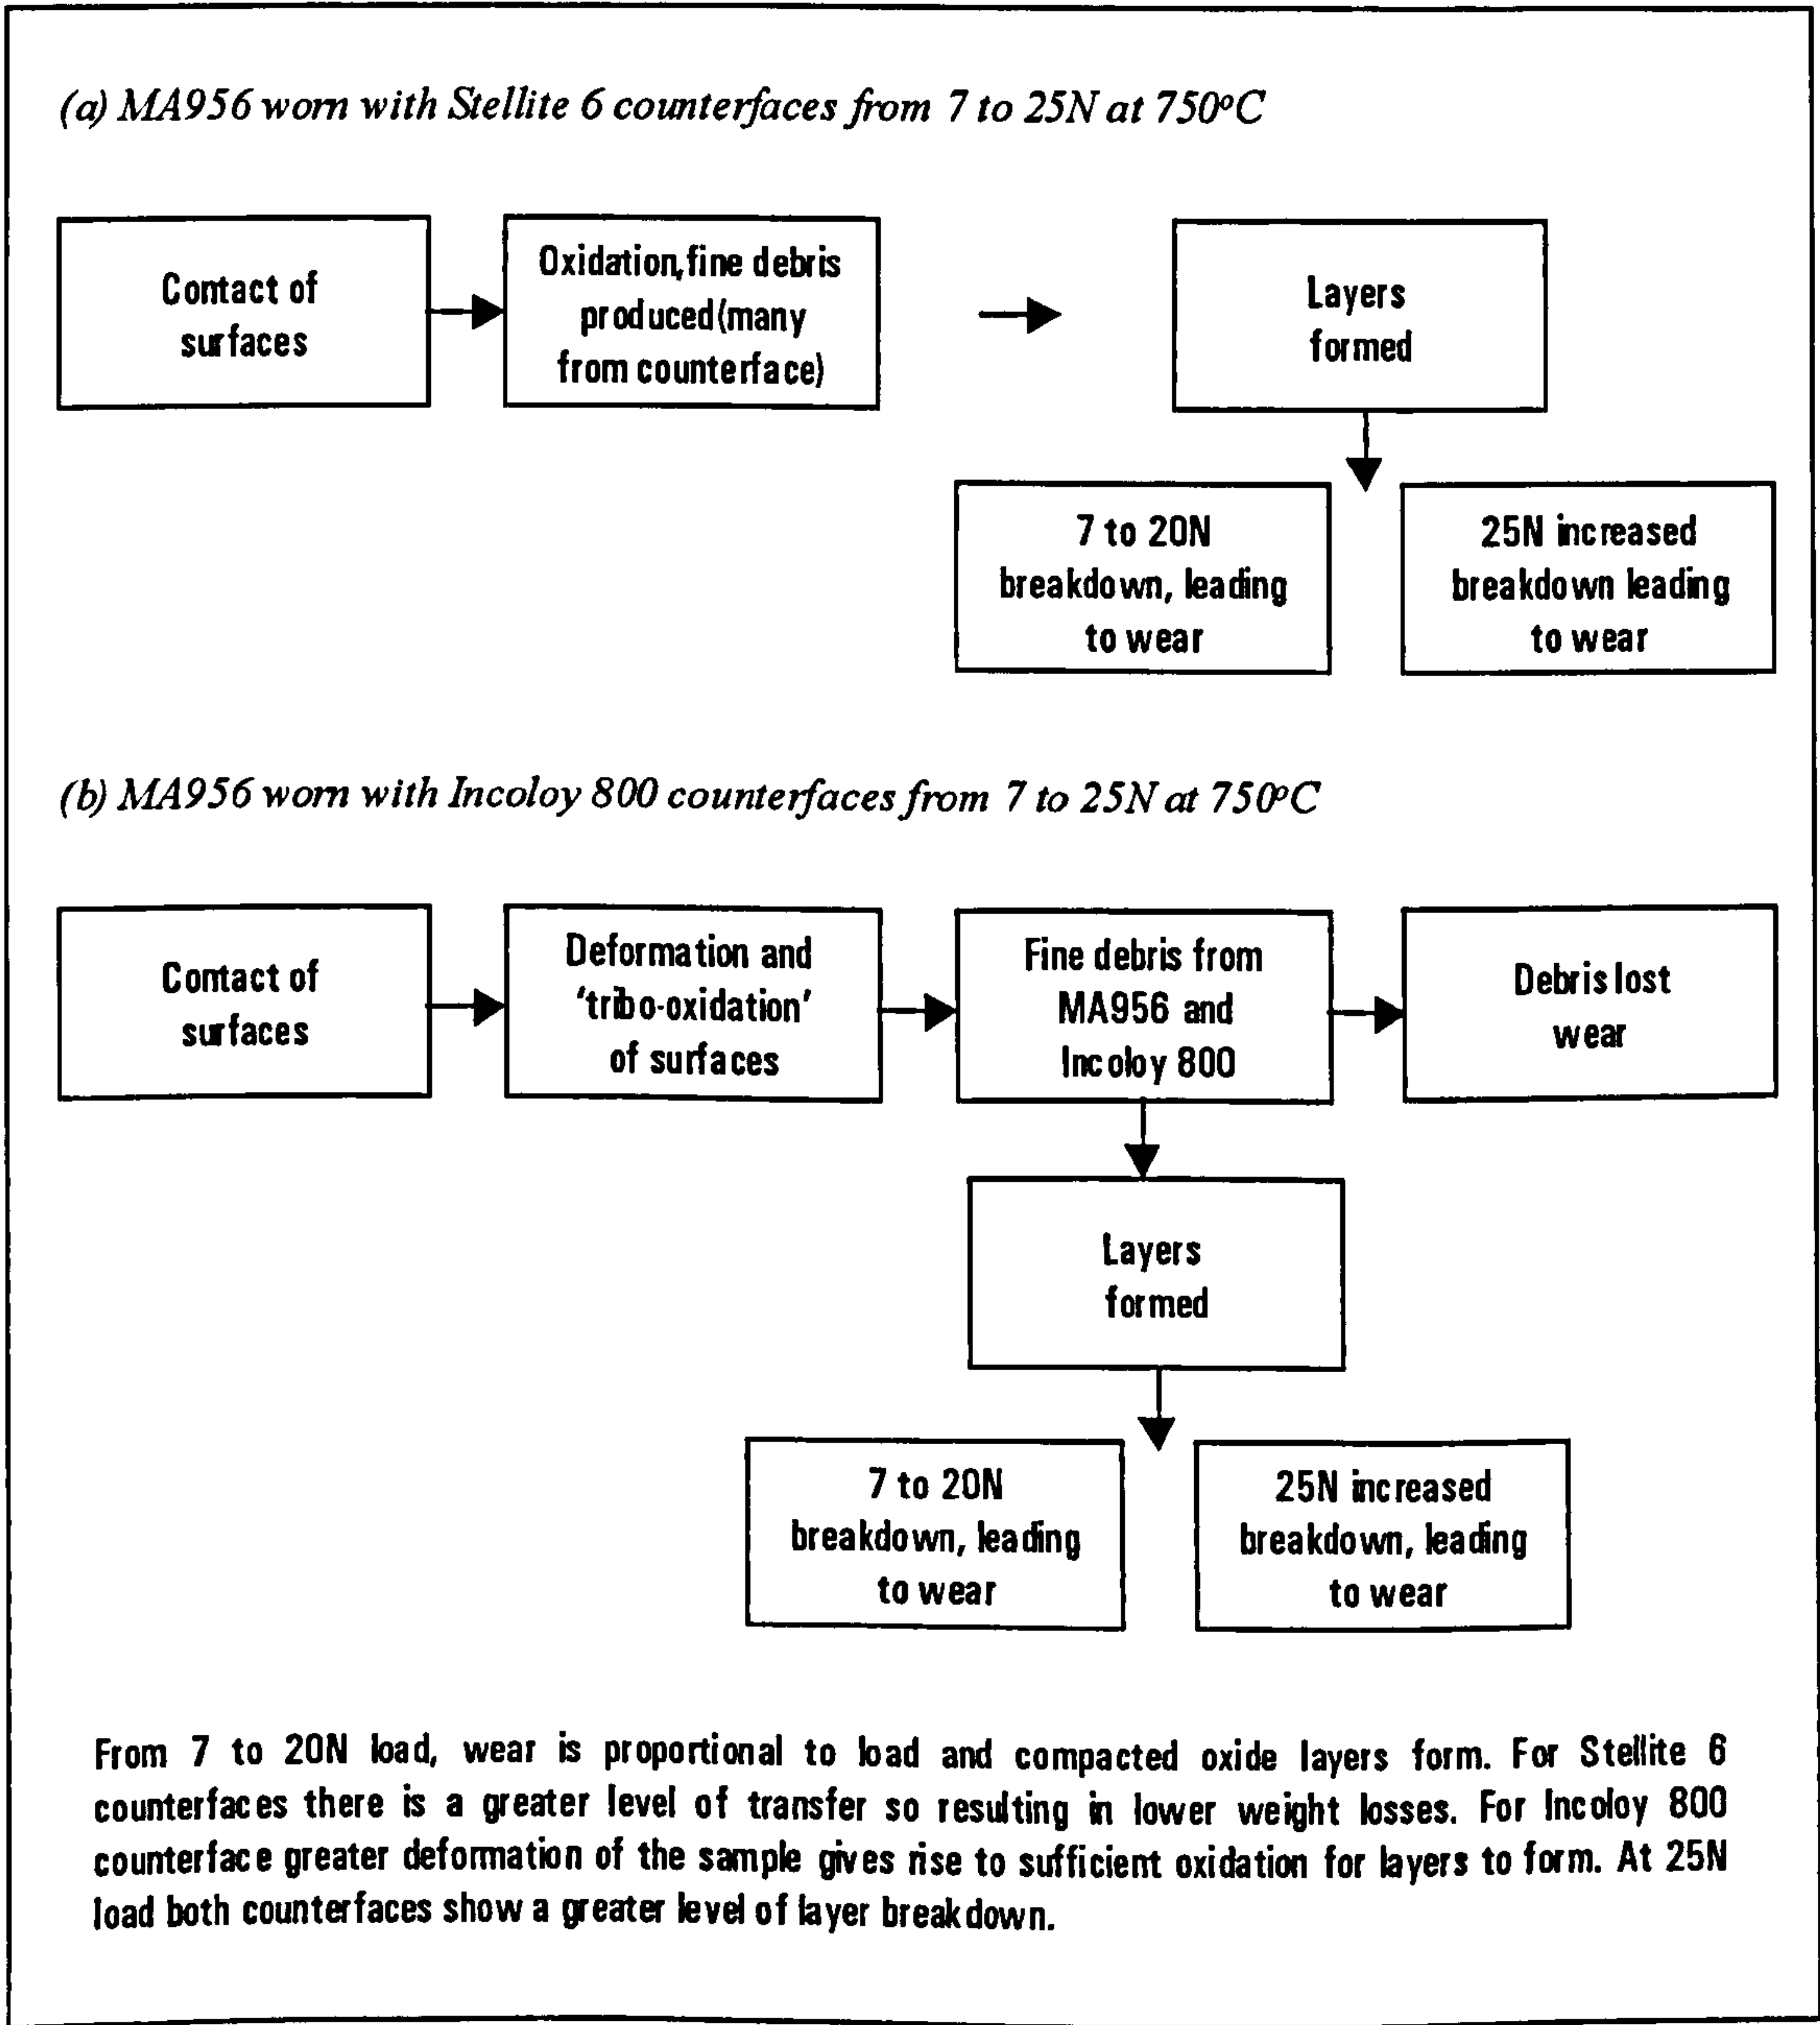 (a) MA956 worn with Stellite 6 counterfaces from 7 to 25N at 750ºC
Contact of
surfaces
Oxidation,fine debris
produced(many
from counterface)
Layers
formed
7 to 20N
breakdown, leading
to wear
25N increased
breakdown leading
to wear
(b) MA956 worn with Incoloy 800 counterfaces from 7 to 25N at 750ºC
Contact of
surfaces
Deformation and
‘tribo-oxidation’
of surfaces
Fine debris from
MA956 and
Incoloy 800
Debris lost
wear
Layers
formed
7 to 20N
breakdown, leading
to wear
25N increased
breakdown, leading
to wear
From 7 to 20N load, wear is proportional to load and compacted oxide layers form. For Stellite 6
counterfaces there is a greater level of transfer so resulting in lower weight losses. For Incoloy 800
counterface greater deformation of the sample gives rise to sufficient oxidation for layers to form. At 25N
load both counterfaces show a greater level of layer breakdown.